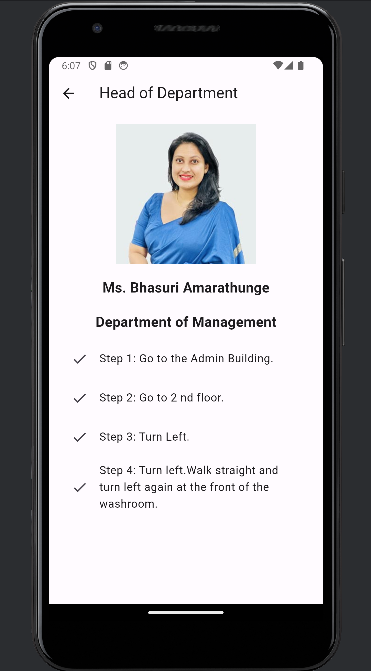 6:07
Head of Department
Ms. Bhasuri Amarathunge
Department of Management
Step 1: Go to the Admin Building.
Step 2: Go to 2 nd floor.
Step 3: Turn Left.
Step 4: Turn left.Walk straight and
turn left again at the front of the
washroom.